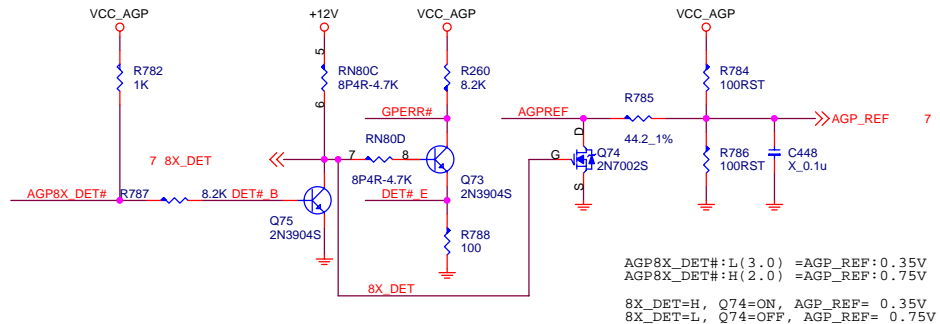 VCC_AGP
+12V
VCC_AGP
VCC_AGP
5
R782
1K
RN80C
8P4R-4.7K
R260
8.2K
R784
100RST
6
GPERR#
AGPREF
R785
AGP_REF 7
44.2_1%
RN80D
7 8
8P4R-4.7K
D
G
S
Q74
2N7002S
R786
100RST
C448
X_0.1u
7 8X_DET
Q73
2N3904S
AGP8X_DET#
R787
8.2K
DET#_B
DET#_E
Q75
2N3904S
R788
100
8X_DET
AGP8X_DET#:L(3.0) =AGP_REF:0.35V
AGP8X_DET#:H(2.0) =AGP_REF:0.75V
8X_DET=H, Q74=ON, AGP_REF= 0.35V
8X_DET=L, Q74=OFF, AGP_REF= 0.75V